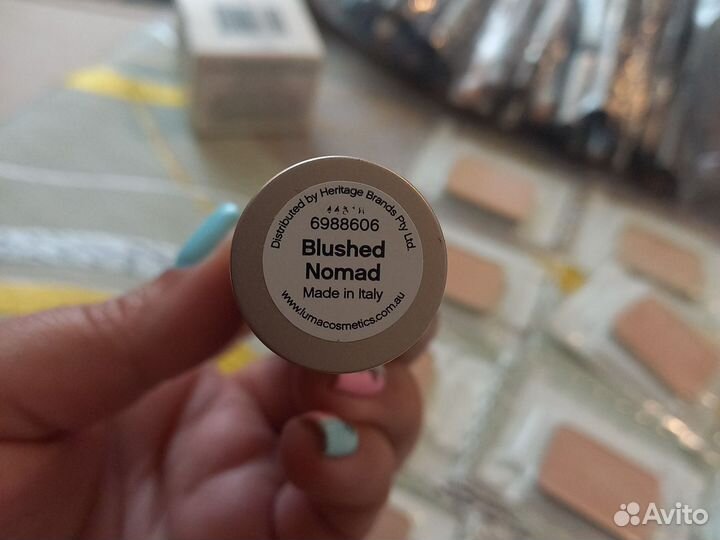 Distributed by Heritage Brands Pty Ltd.
6988606
Blushed
Nomad
Made in Italy
www.lumacosmetics.com.au
Avito